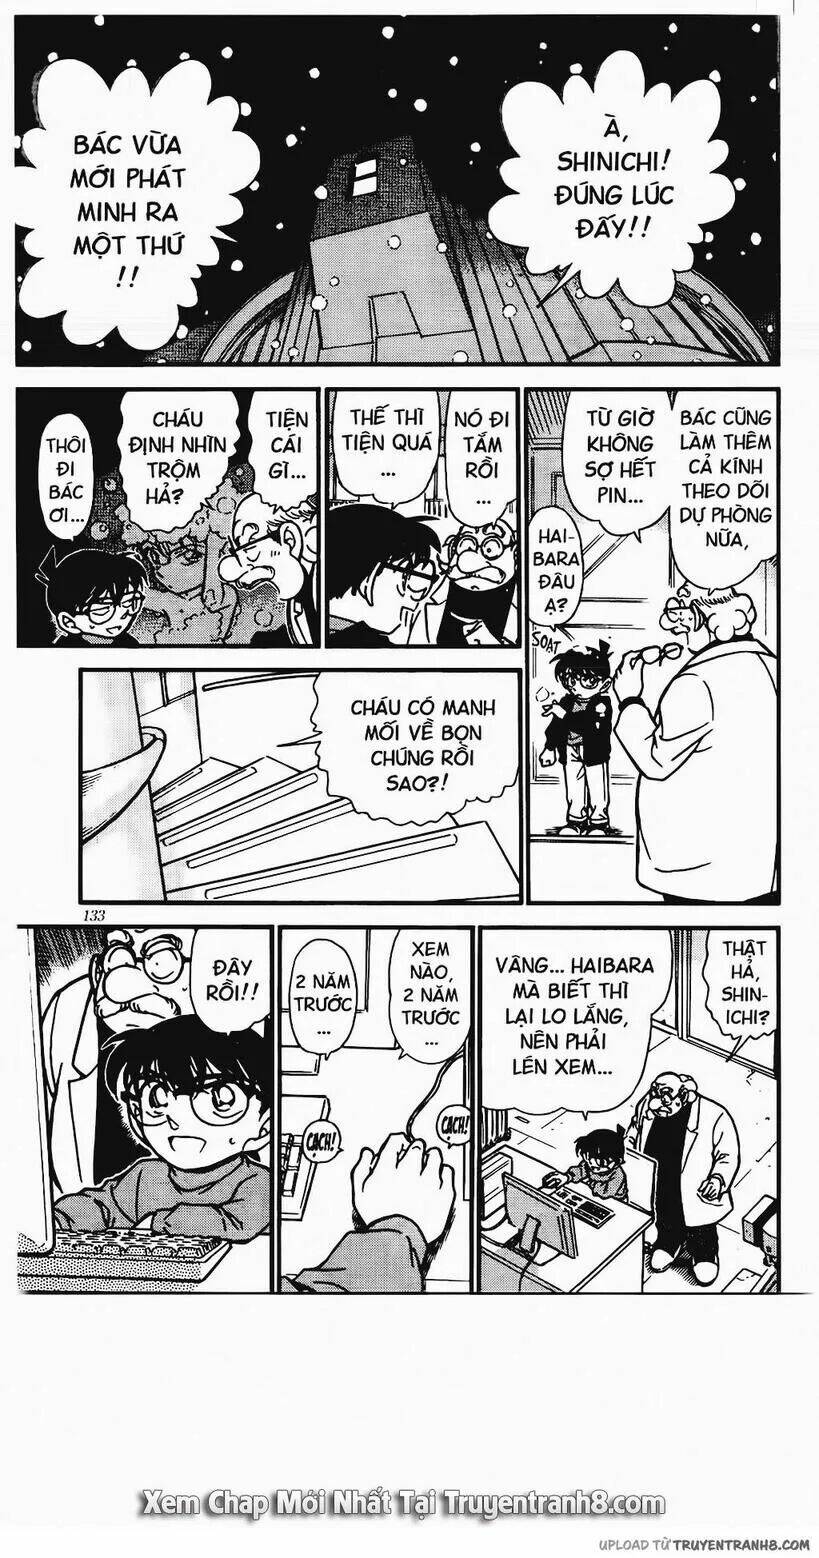 À,
SHINICHI!
ĐÚNG LÚC
ĐẤY!!
BÁC VỪA
MỚI PHÁT
MINH RA
MỘT THỨ
!!
BÁC CŨNG
LÀM THÊM
CẢ KÍNH
THEO DÕI
DỰ PHÒNG
NỮA,
TỪ GIỜ
KHÔNG
SỢ HẾT
PIN...
HAI-
BARA
ĐÂU
Ạ?
SOẠT
NÓ ĐI
TẮM
RỒI
...
THẾ THÌ
TIỆN QUÁ
...
TIỆN
CÁI
GÌ...
CHÁU
ĐỊNH NHÌN
TRỘM
HẢ?
THÔI
ĐI
BÁC
ƠI...
CHÁU CÓ MANH
MỐI VỀ BỌN
CHÚNG RỒI
SAO?!
133
THẬT
HẢ,
SHIN-
ICHI?
VÂNG... HAIBARA
MÀ BIẾT THÌ
LẠI LO LẮNG,
NÊN PHẢI
LÉN XEM...
XEM
NÀO,
2 NĂM
TRƯỚC
...
2 NĂM
TRƯỚC
...
CẠCH!
CẠCH!
ĐÂY
RỒI!!
Xem Chap Mới Nhất Tại Truyentranh8.com
UPLOAD TỪ TRUYENTRANH8.COM